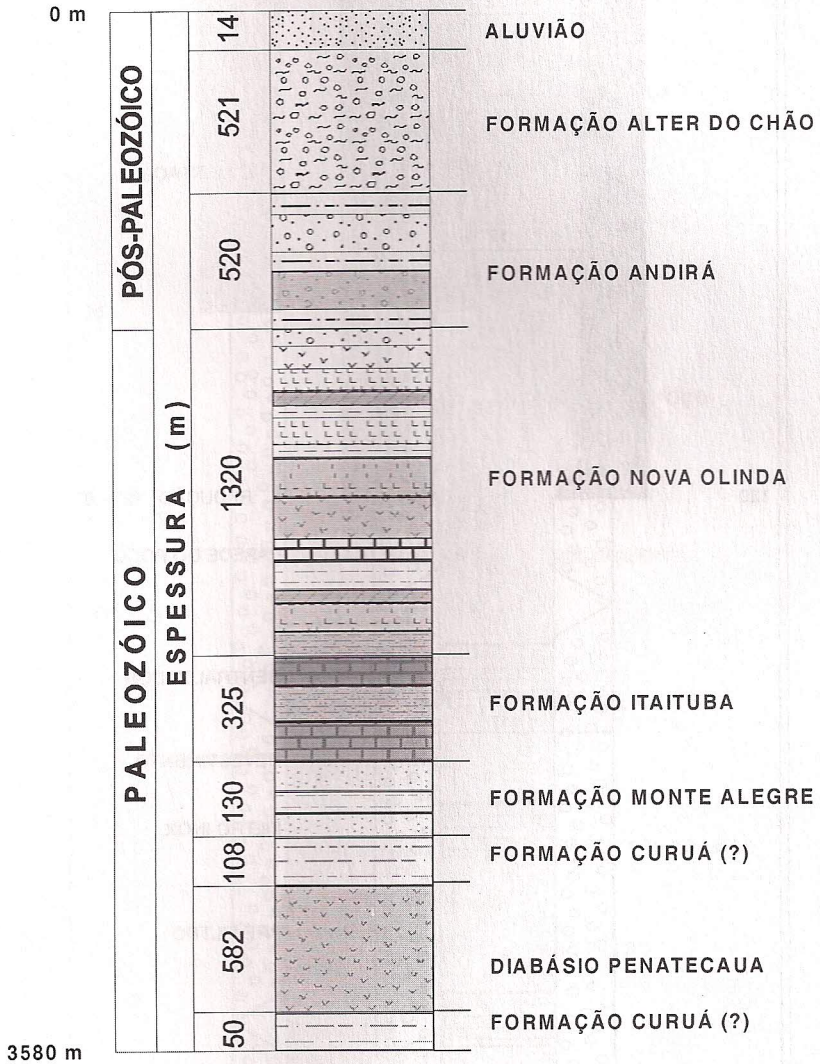 0 m
14
ALUVIÃO
521
FORMAÇÃO ALTER DO CHÃO
PÓS-PALEOZÓICO
520
FORMAÇÃO ANDIRÁ
ESPESSURA (m)
1320
FORMAÇÃO NOVA OLINDA
PALEOZÓICO
325
FORMAÇÃO ITAITUBA
130
FORMAÇÃO MONTE ALEGRE
108
FORMAÇÃO CURUÁ (?)
582
DIABÁSIO PENATECAUA
50
FORMAÇÃO CURUÁ (?)
3580 m